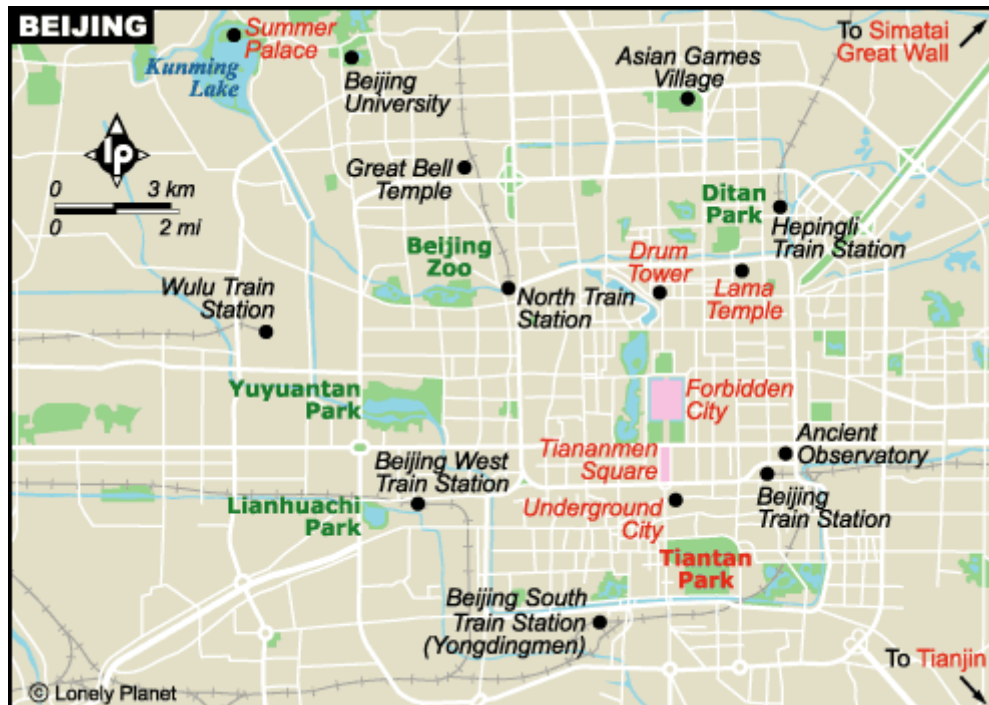 BEIJING
Summer
Palace
Kunming
Lake
Beijing
University
Asian Games
Village
To Simatai
Great Wall
lp
0 3 km
0 2 mi
Great Bell
Temple
Ditan
Park
Hepingli
Train Station
Beijing
Zoo
Drum
Tower
Lama
Temple
Wulu Train
Station
North Train
Station
Yuyuantan
Park
Forbidden
City
Tiananmen
Square
Ancient
Observatory
Beijing West
Train Station
Lianhuachi
Park
Underground
City
Beijing
Train Station
Tiantan
Park
Beijing South
Train Station
(Yongdingmen)
To Tianjin
© Lonely Planet